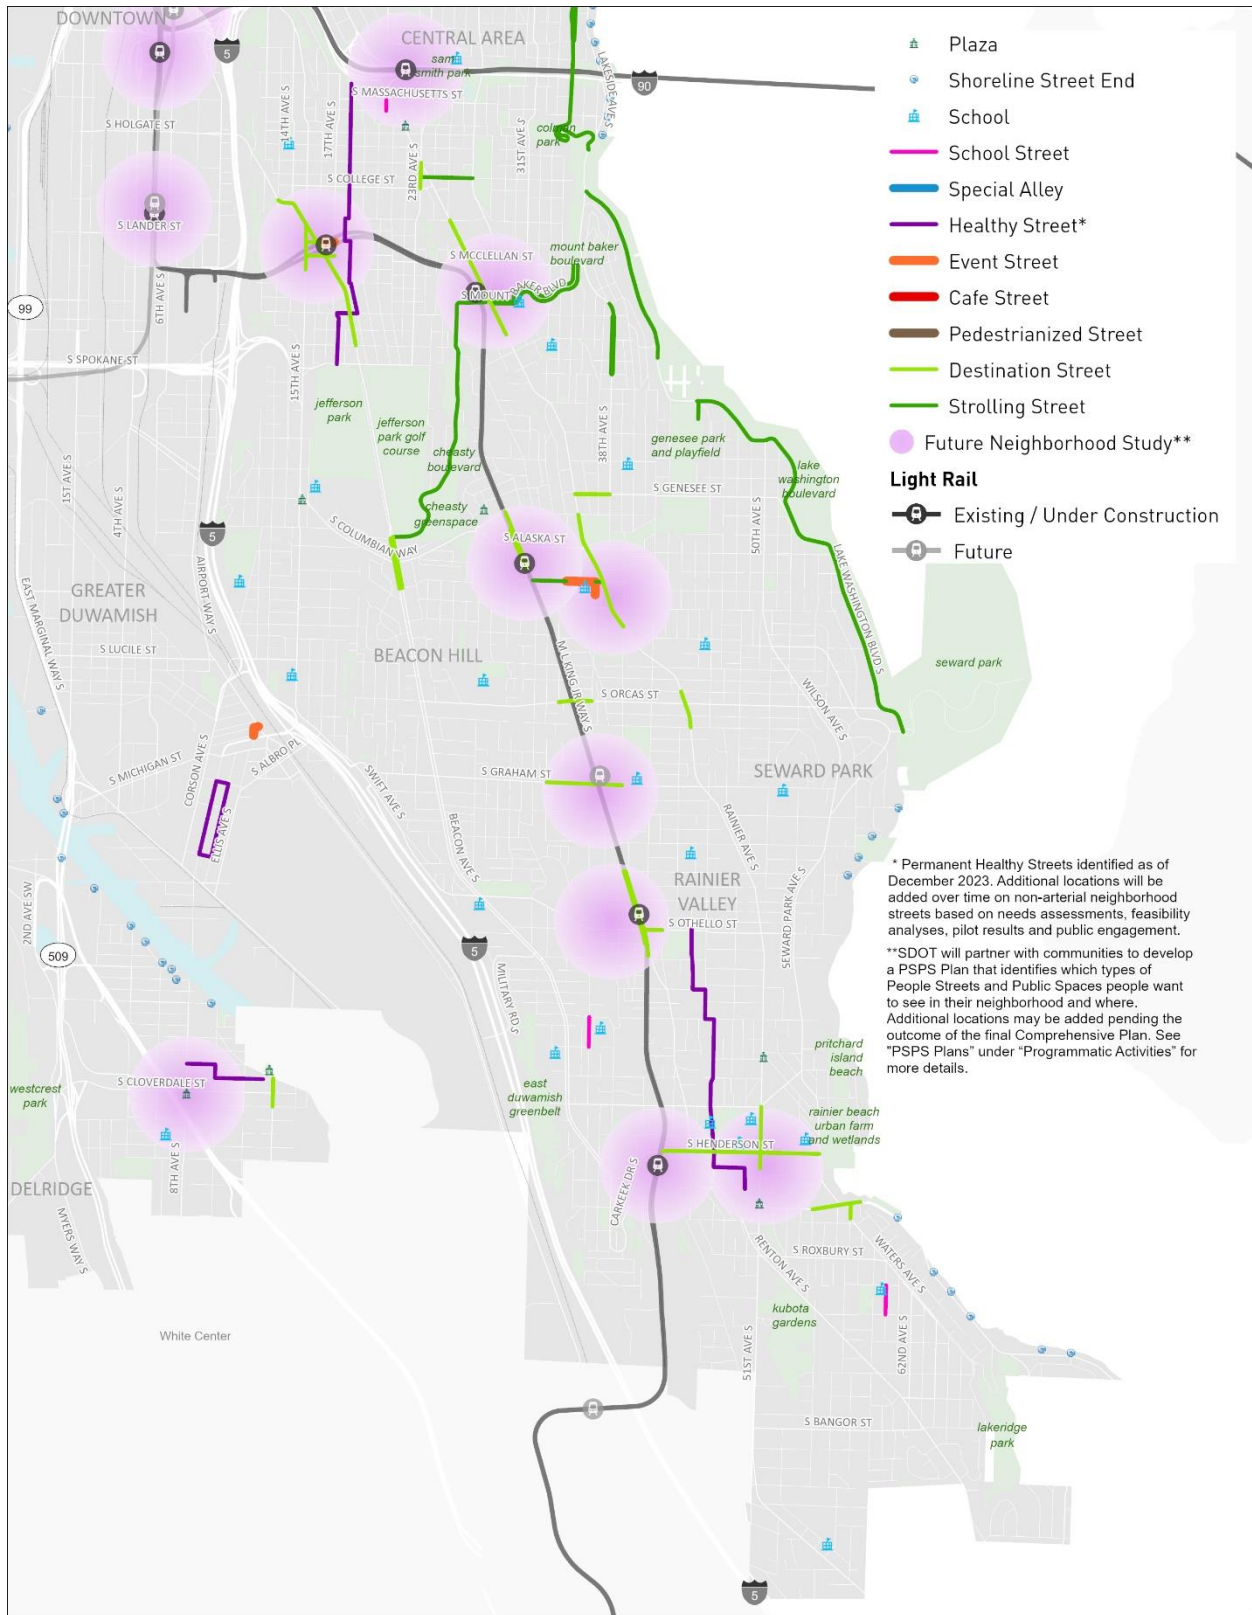 DOWNTOWN
5
CENTRAL AREA
sam
smith park
LAKESIDE AVE S
90
S MASSACHUSETTS ST
S HOLGATE ST
14TH AVE S
17TH AVE S
23RD AVE S
31ST AVE S
colman
park
S COLLEGE ST
S LANDER ST
S MCCLELLAN ST
mount baker
boulevard
S MOUNT BAKER BLVD
6TH AVE S
99
S SPOKANE ST
15TH AVE S
jefferson
park
jefferson
park golf
course
cheasty
boulevard
38TH AVE S
genesee park
and playfield
lake
washington
boulevard
1ST AVE S
4TH AVE S
S GENESEE ST
50TH AVE S
cheasty
greenspace
S COLUMBIAN WAY
S ALASKA ST
5
AIRPORT WAY S
EAST MARGINAL WAY S
GREATER
DUWAMISH
LAKE WASHINGTON BLVD S
S LUCILE ST
BEACON HILL
M L KING JR WAY S
seward park
S ORCAS ST
WILSON AVE S
CORSON AVE S
S MICHIGAN ST
S ALBRO PL
SWIFT AVE S
S GRAHAM ST
SEWARD PARK
ELLIS AVE S
BEACON AVE S
RAINIER AVE S
RAINIER
VALLEY
2ND AVE SW
SEWARD PARK AVE S
S OTHELLO ST
509
5
MILITARY RD S
pritchard
island
beach
S CLOVERDALE ST
westcrest
park
east
duwamish
greenbelt
rainier beach
urban farm
and wetlands
S HENDERSON ST
8TH AVE S
DELRIDGE
MYERS WAY S
CARKEEK DR S
RENTON AVE S
S ROXBURY ST
WATERS AVE S
kubota
gardens
White Center
51ST AVE S
62ND AVE S
S BANGOR ST
lakeridge
park
5
Plaza
Shoreline Street End
School
School Street
Special Alley
Healthy Street*
Event Street
Cafe Street
Pedestrianized Street
Destination Street
Strolling Street
Future Neighborhood Study**
Light Rail
Existing / Under Construction
Future
* Permanent Healthy Streets identified as of
December 2023. Additional locations will be
added over time on non-arterial neighborhood
streets based on needs assessments, feasibility
analyses, pilot results and public engagement.
**SDOT will partner with communities to develop
a PSPS Plan that identifies which types of
People Streets and Public Spaces people want
to see in their neighborhood and where.
Additional locations may be added pending the
outcome of the final Comprehensive Plan. See
"PSPS Plans" under “Programmatic Activities” for
more details.